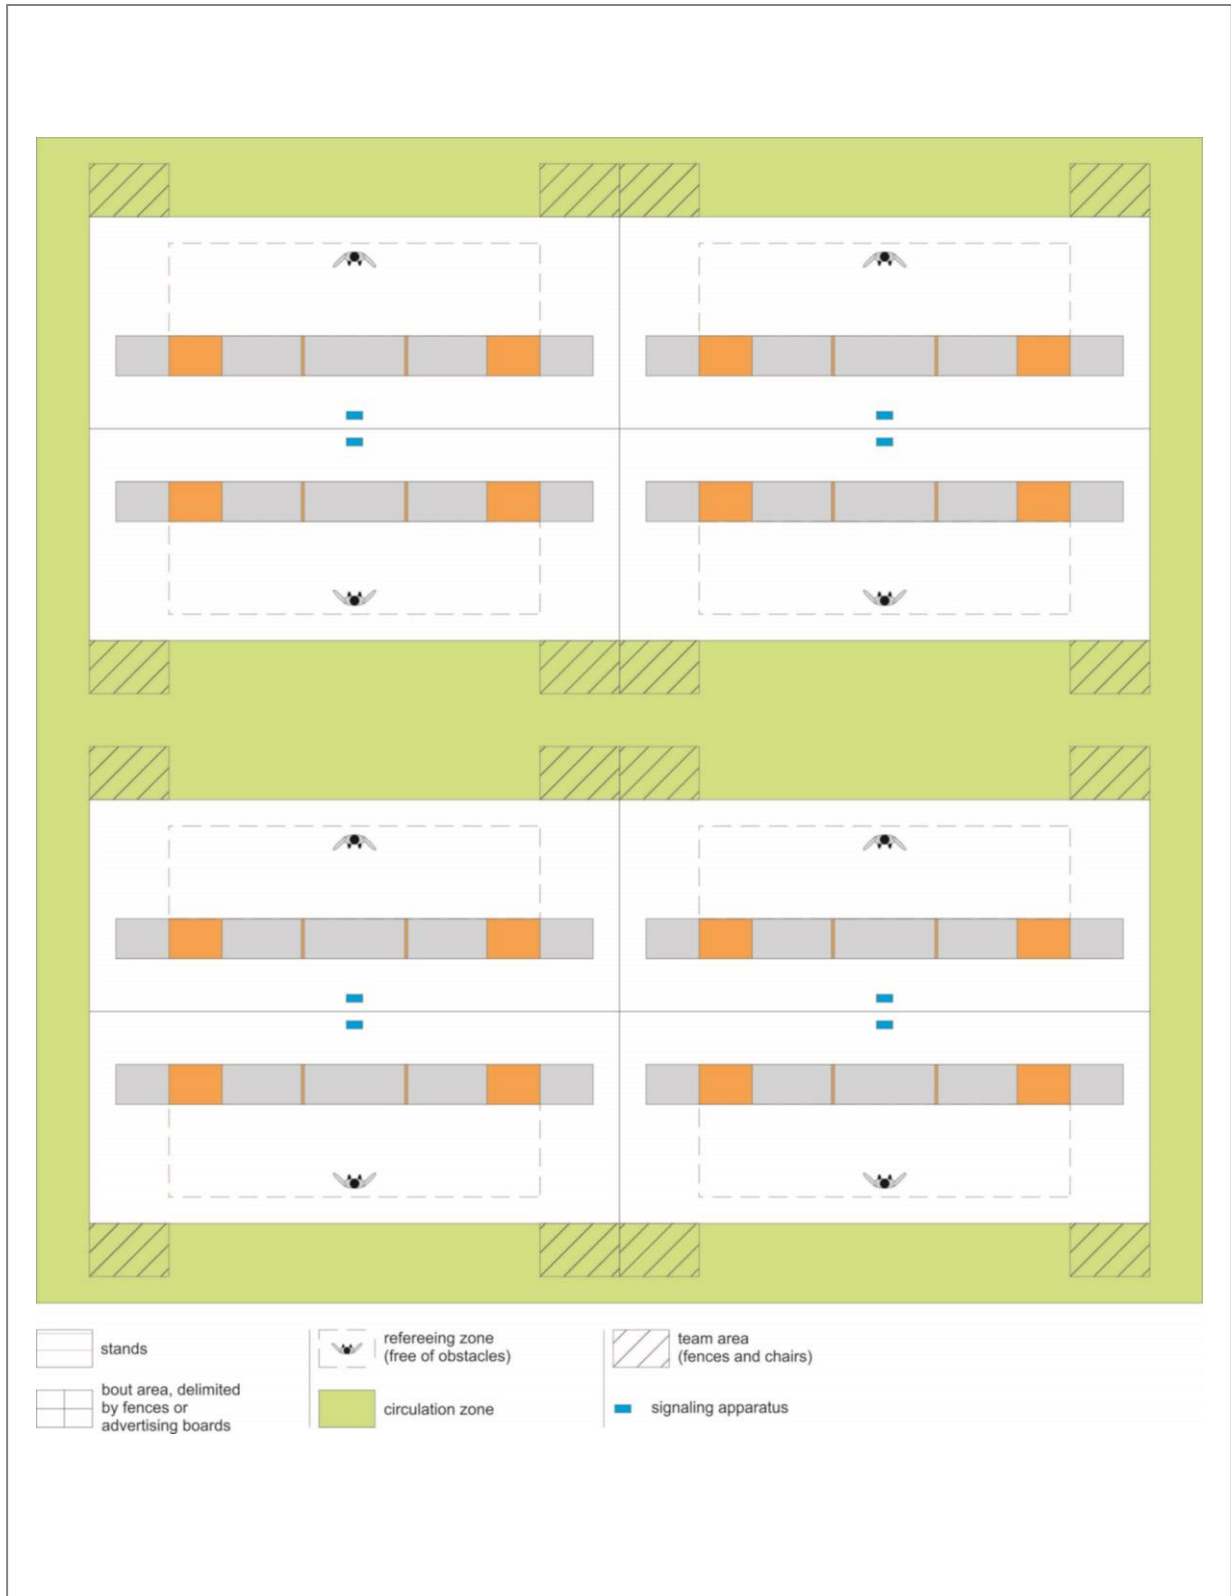 stands
bout area, delimited
by fences or
advertising boards
refereeing zone
(free of obstacles)
circulation zone
team area
(fences and chairs)
signaling apparatus